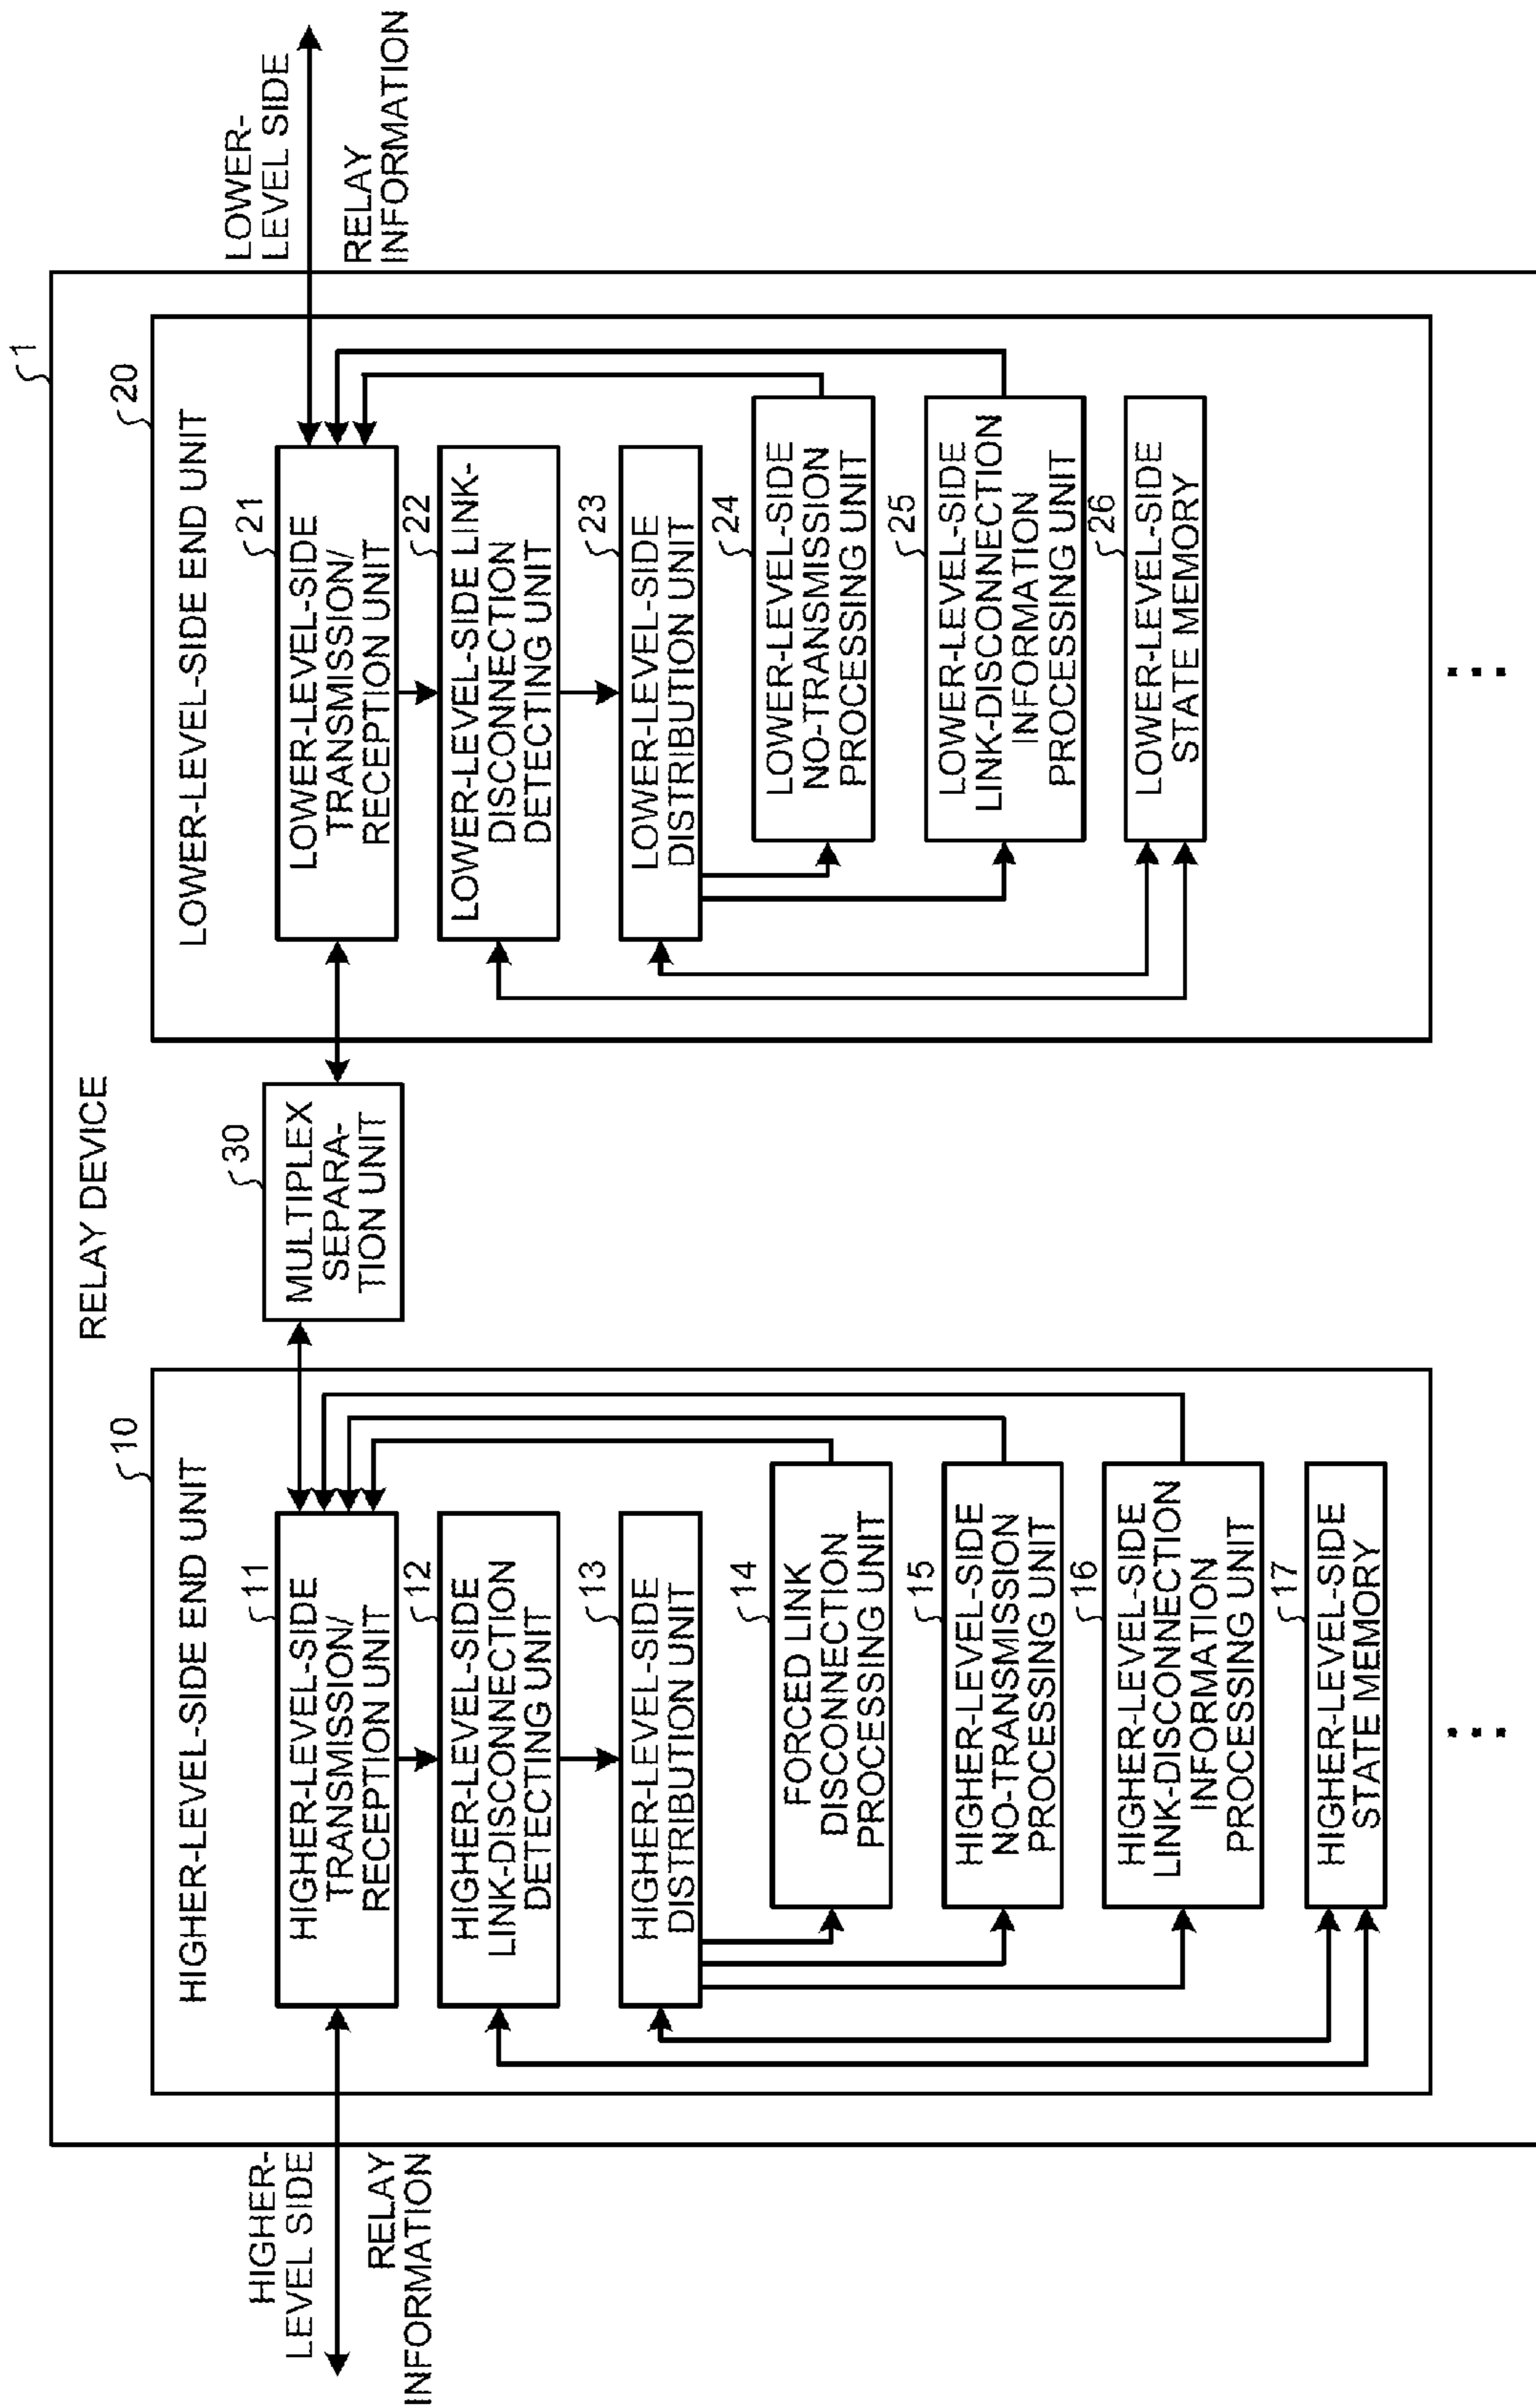 1
RELAY DEVICE
HIGHER-
LEVEL SIDE
RELAY
INFORMATION
10
HIGHER-LEVEL-SIDE END UNIT
11
HIGHER-LEVEL-SIDE
TRANSMISSION/
RECEPTION UNIT
12
HIGHER-LEVEL-SIDE
LINK-DISCONNECTION
DETECTING UNIT
13
HIGHER-LEVEL-SIDE
DISTRIBUTION UNIT
14
FORCED LINK
DISCONNECTION
PROCESSING UNIT
15
HIGHER-LEVEL-SIDE
NO-TRANSMISSION
PROCESSING UNIT
16
HIGHER-LEVEL-SIDE
LINK-DISCONNECTION
INFORMATION
PROCESSING UNIT
17
HIGHER-LEVEL-SIDE
STATE MEMORY
30
MULTIPLEX
SEPARA-
TION UNIT
20
LOWER-LEVEL-SIDE END UNIT
21
LOWER-LEVEL-SIDE
TRANSMISSION/
RECEPTION UNIT
22
LOWER-LEVEL-SIDE LINK-
DISCONNECTION
DETECTING UNIT
23
LOWER-LEVEL-SIDE
DISTRIBUTION UNIT
24
LOWER-LEVEL-SIDE
NO-TRANSMISSION
PROCESSING UNIT
25
LOWER-LEVEL-SIDE
LINK-DISCONNECTION
INFORMATION
PROCESSING UNIT
26
LOWER-LEVEL-SIDE
STATE MEMORY
LOWER-
LEVEL SIDE
RELAY
INFORMATION